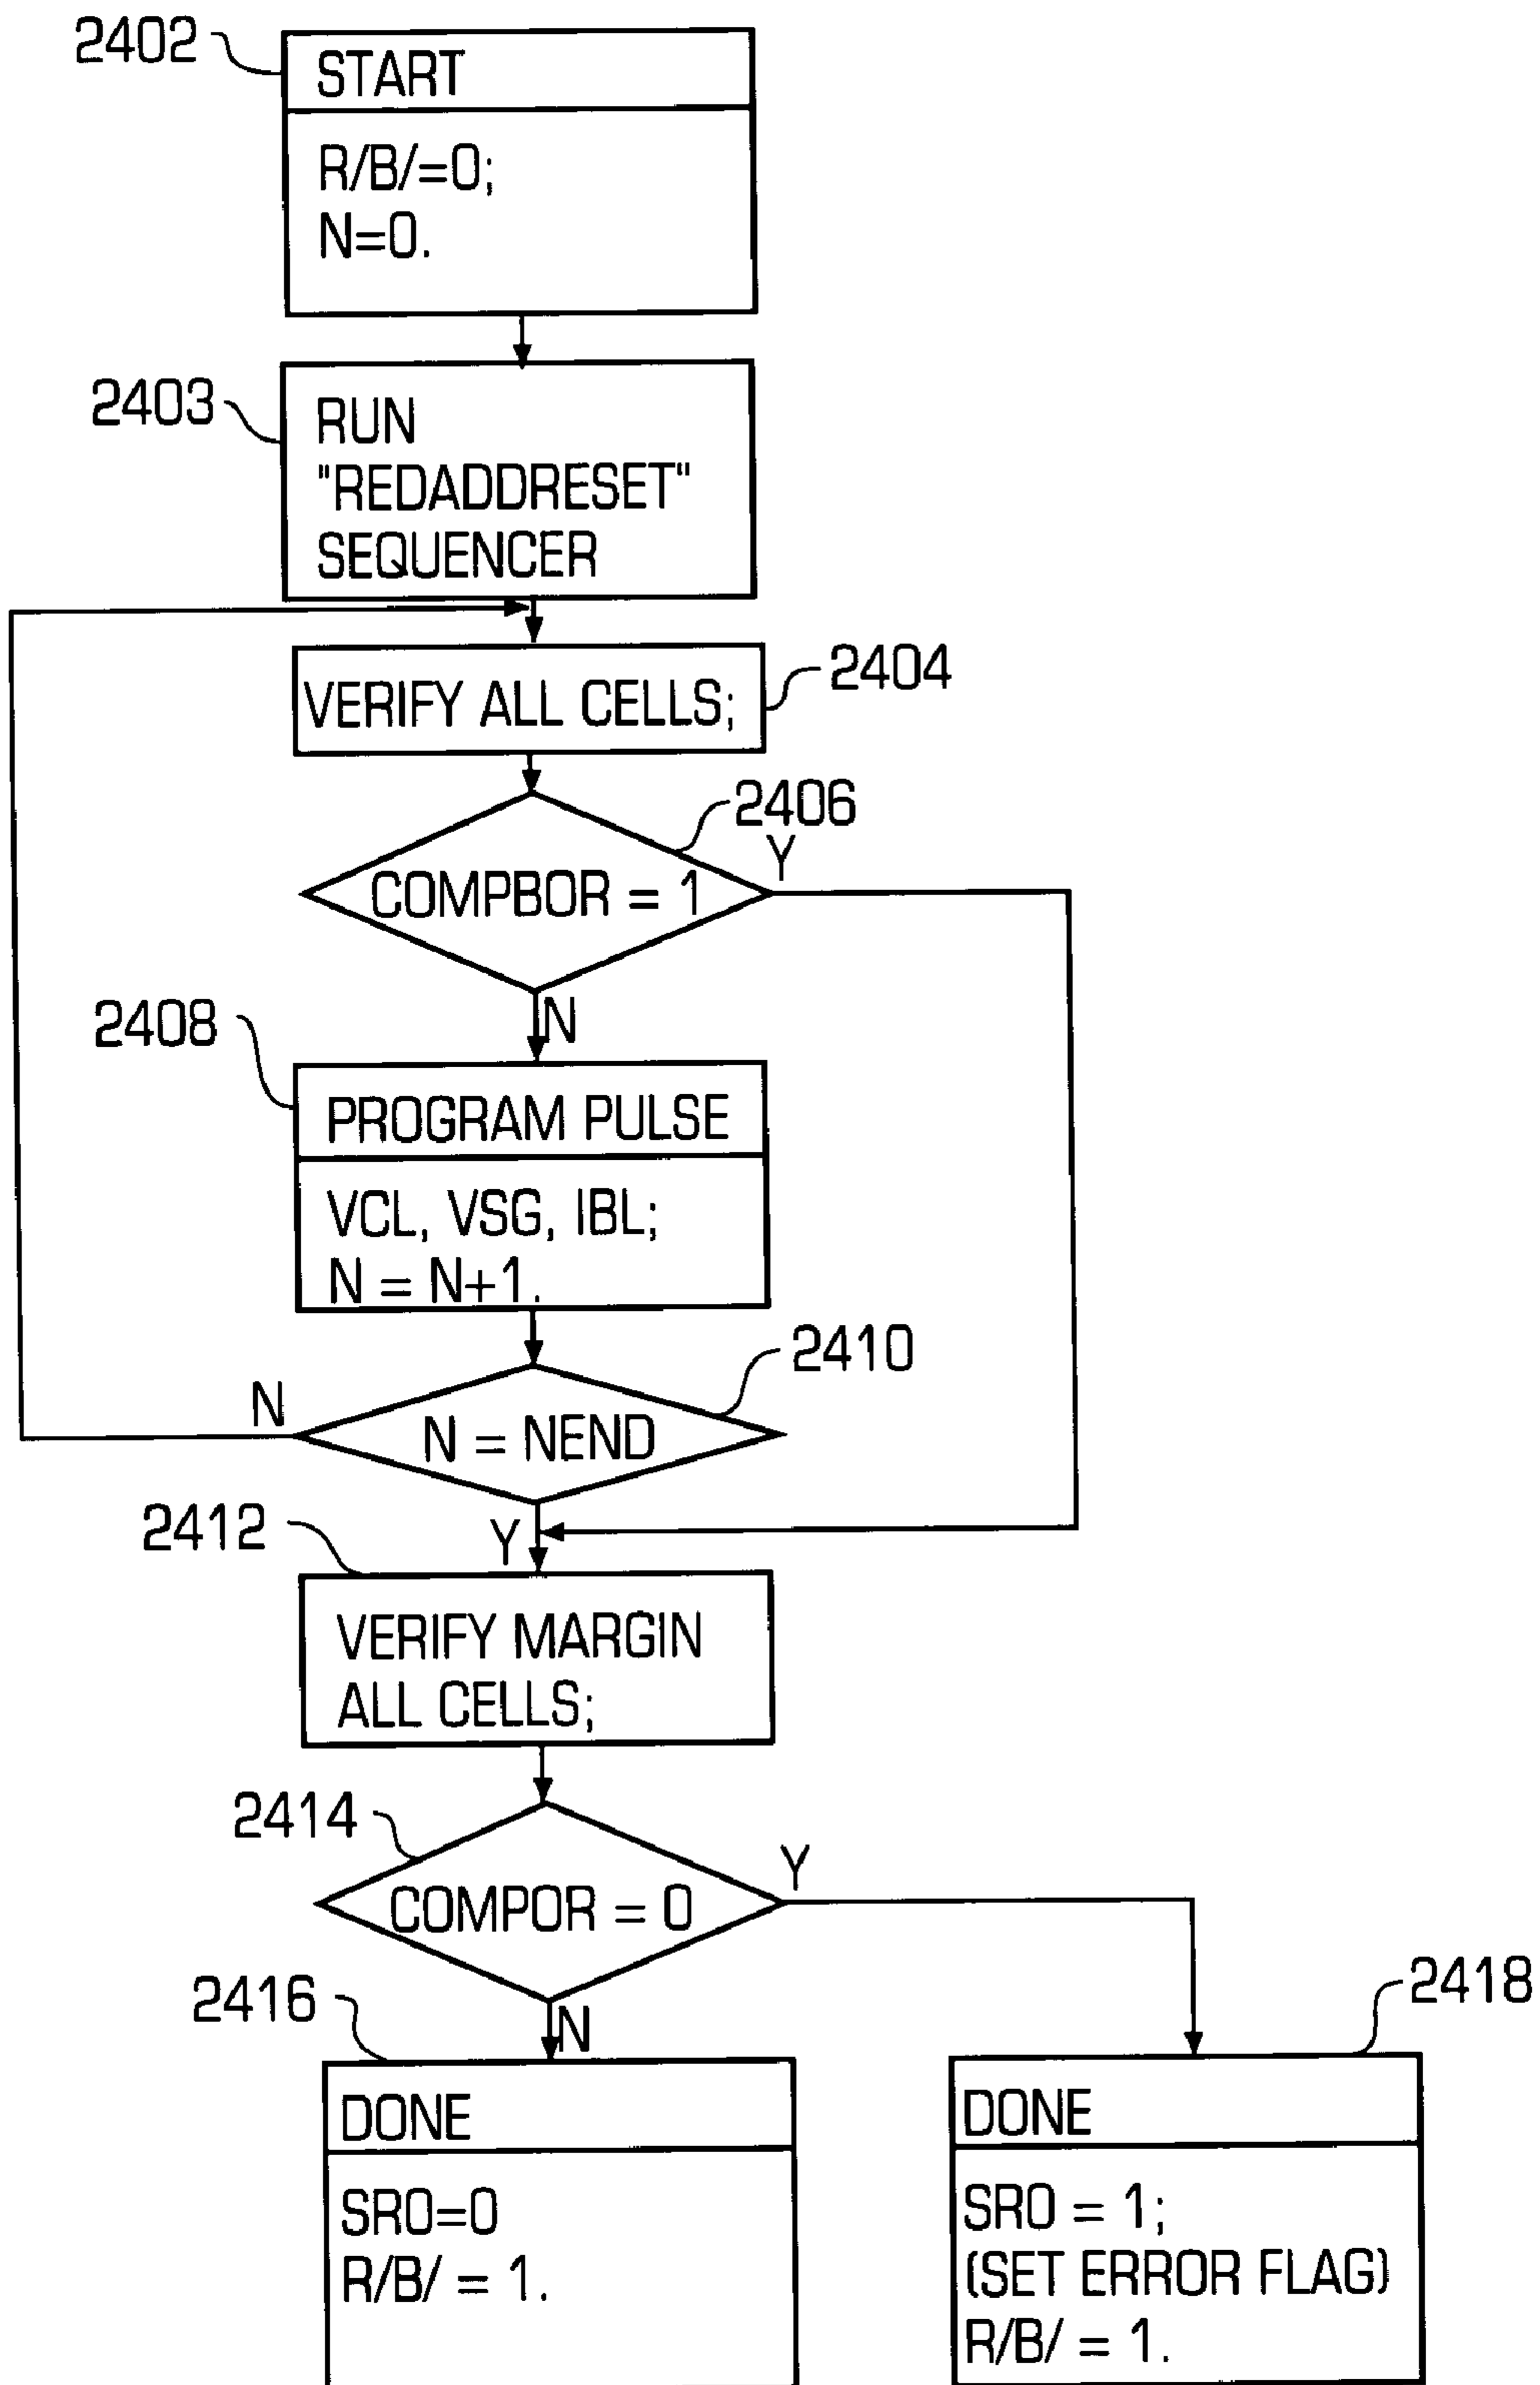 2402
START
R/B/=0;
N=0.
2403
RUN
"REDADDRESET"
SEQUENCER
VERIFY ALL CELLS;
2404
2406
Y
COMPBOR = 1
N
2408
PROGRAM PULSE
VCL, VSG, IBL;
N = N+1.
2410
N
N = NEND
2412
Y
VERIFY MARGIN
ALL CELLS;
2414
Y
COMPOR = 0
2416
N
2418
DONE
SR0=0
R/B/ = 1.
DONE
SR0 = 1;
(SET ERROR FLAG)
R/B/ = 1.